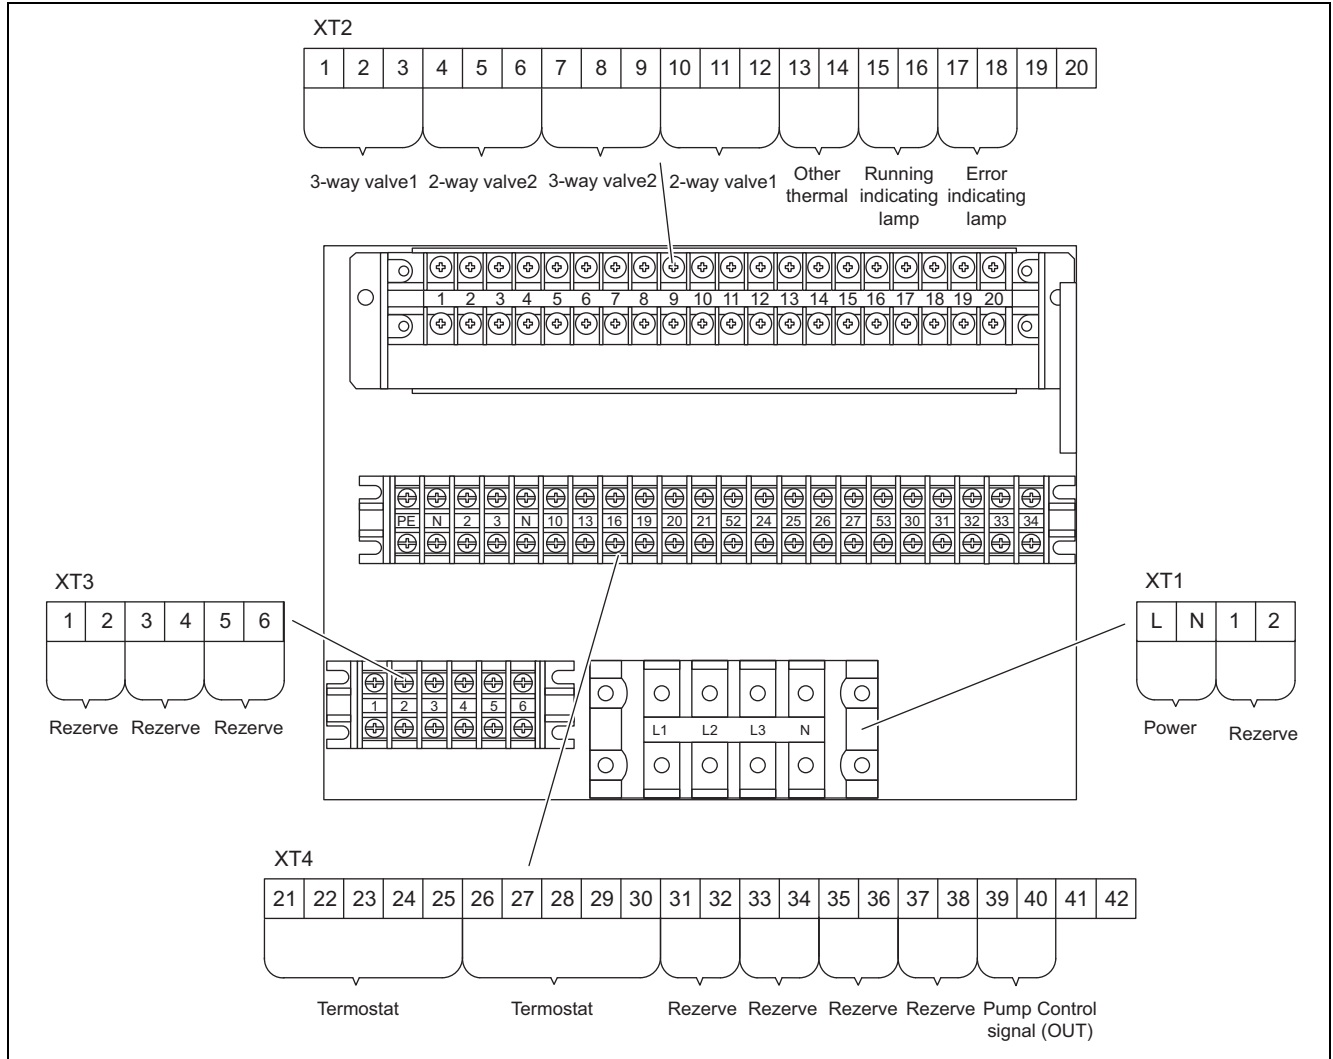 XT2
1 2 3 4 5 6 7 8 9 10 11 12 13 14 15 16 17 18 19 20
3-way valve1 2-way valve2 3-way valve2 2-way valve1 Other thermal Running indicating lamp Error indicating lamp
1 2 3 4 5 6 7 8 9 10 11 12 13 14 15 16 17 18 19 20
PE N 2 3 N 10 13 16 19 20 21 52 24 25 26 27 53 30 31 32 33 34
XT3
1 2 3 4 5 6
Rezerve Rezerve Rezerve
XT1
L N 1 2
Power Rezerve
1 2 3 4 5 6
L1 L2 L3 N
XT4
21 22 23 24 25 26 27 28 29 30 31 32 33 34 35 36 37 38 39 40 41 42
Termostat Termostat Rezerve Rezerve Rezerve Rezerve Pump Control
signal (OUT)